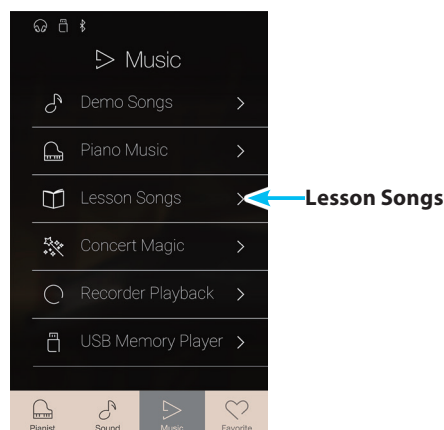 Music
Demo Songs
Piano Music
Lesson Songs
Lesson Songs
Concert Magic
Recorder Playback
USB Memory Player
Pianist Sound Music Favorite